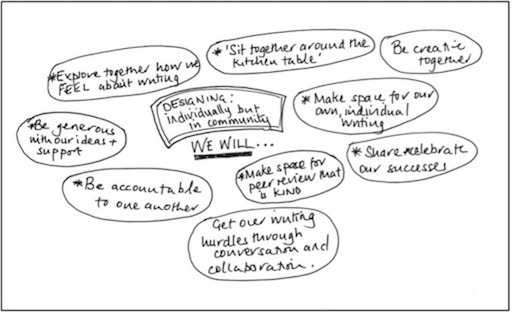 *Explore together how we
FEEL about writing
*'Sit together around the
kitchen table'
Be creative
together
DESIGNING:
individually but
in community
WE WILL...
*Make space for our
own, individual
writing
*Be generous
with our ideas +
support
*Share + celebrate
our successes
*Make space for
peer review that
is KIND
*Be accountable
to one another
Get over writing
hurdles through
conversation and
collaboration.